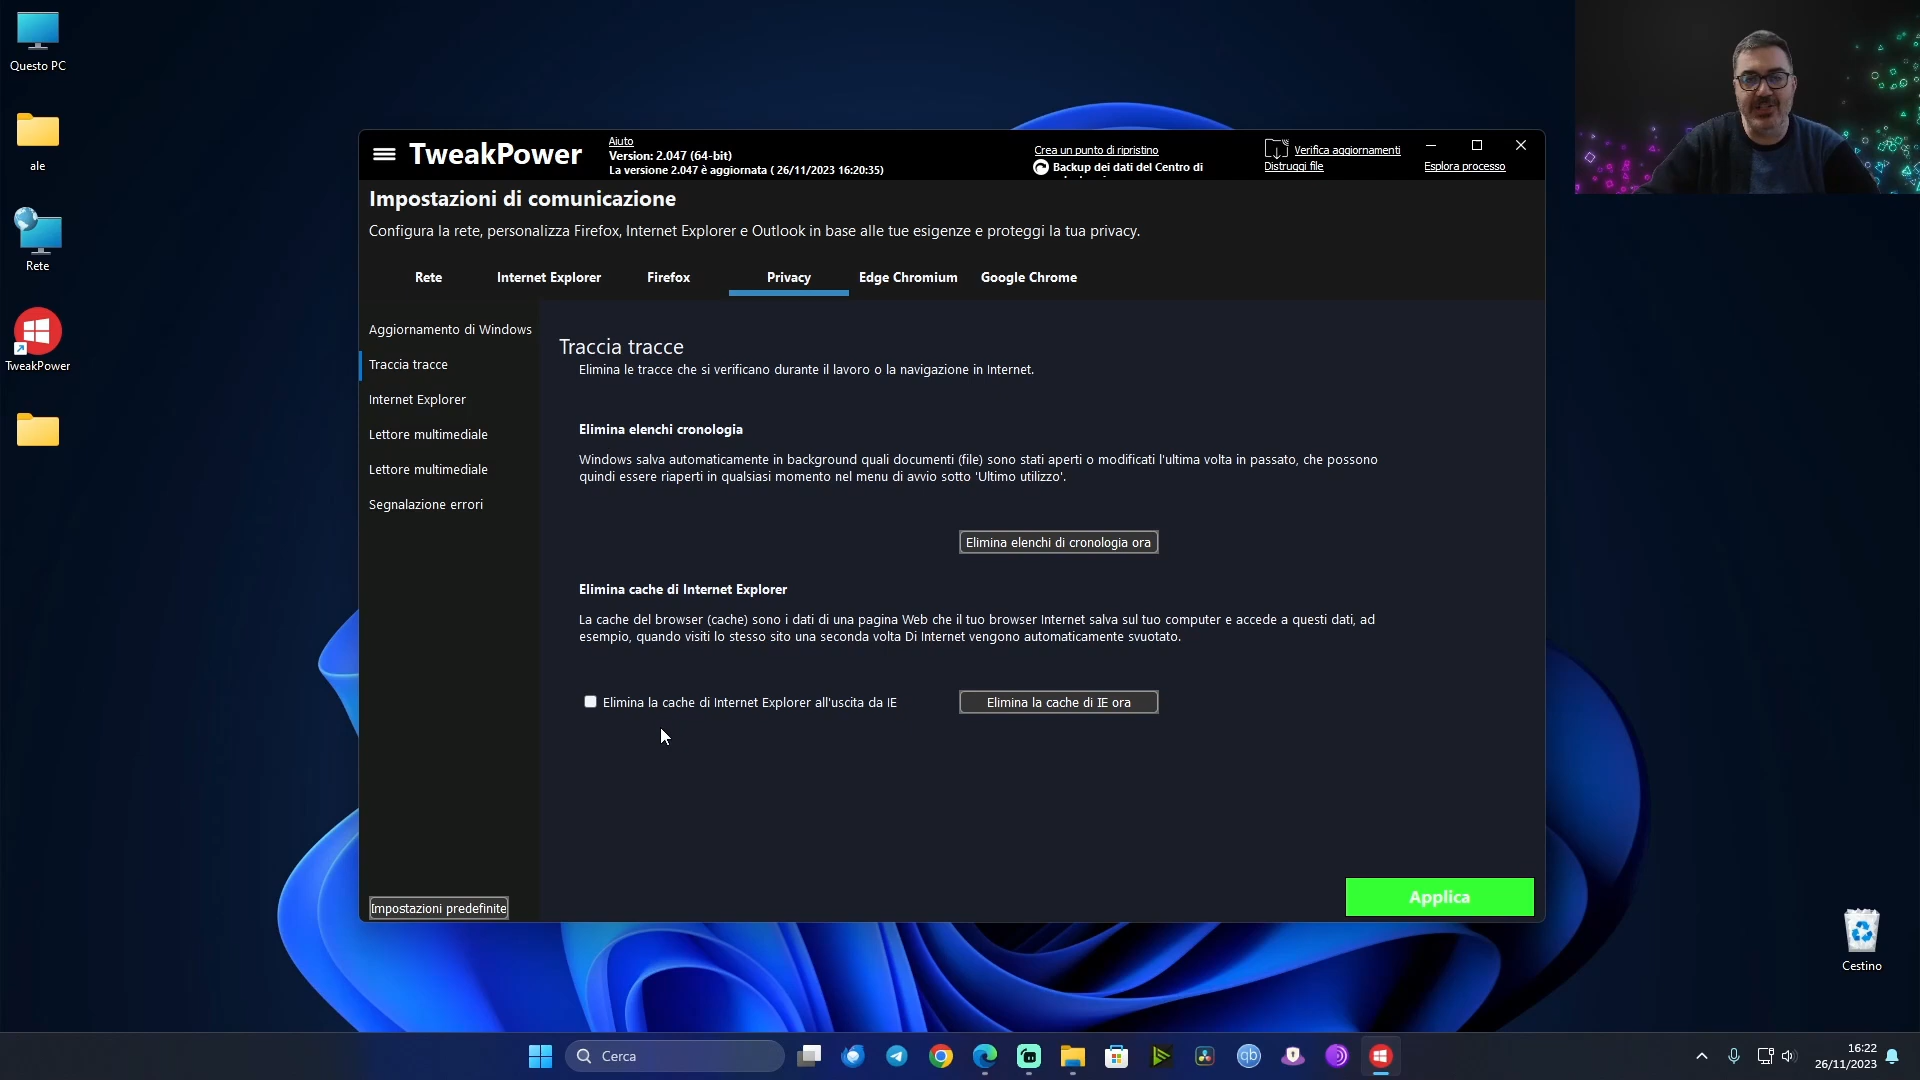 Questo PC
ale
Rete
TweakPower
TweakPower
Aiuto
Version: 2.047 (64-bit)
La versione 2.047 è aggiornata ( 26/11/2023 16:20:35)
Crea un punto di ripristino
Backup dei dati del Centro di
Verifica aggiornamenti
Distruggi file
Esplora processo
Impostazioni di comunicazione
Configura la rete, personalizza Firefox, Internet Explorer e Outlook in base alle tue esigenze e proteggi la tua privacy.
Rete
Internet Explorer
Firefox
Privacy
Edge Chromium
Google Chrome
Aggiornamento di Windows
Traccia tracce
Internet Explorer
Lettore multimediale
Lettore multimediale
Segnalazione errori
Impostazioni predefinite
Traccia tracce
Elimina le tracce che si verificano durante il lavoro o la navigazione in Internet.
Elimina elenchi cronologia
Windows salva automaticamente in background quali documenti (file) sono stati aperti o modificati l'ultima volta in passato, che possono
quindi essere riaperti in qualsiasi momento nel menu di avvio sotto 'Ultimo utilizzo'.
Elimina elenchi di cronologia ora
Elimina cache di Internet Explorer
La cache del browser (cache) sono i dati di una pagina Web che il tuo browser Internet salva sul tuo computer e accede a questi dati, ad
esempio, quando visiti lo stesso sito una seconda volta Di Internet vengono automaticamente svuotato.
Elimina la cache di Internet Explorer all'uscita da IE
Elimina la cache di IE ora
Applica
Cestino
Cerca
qb
16:22
26/11/2023